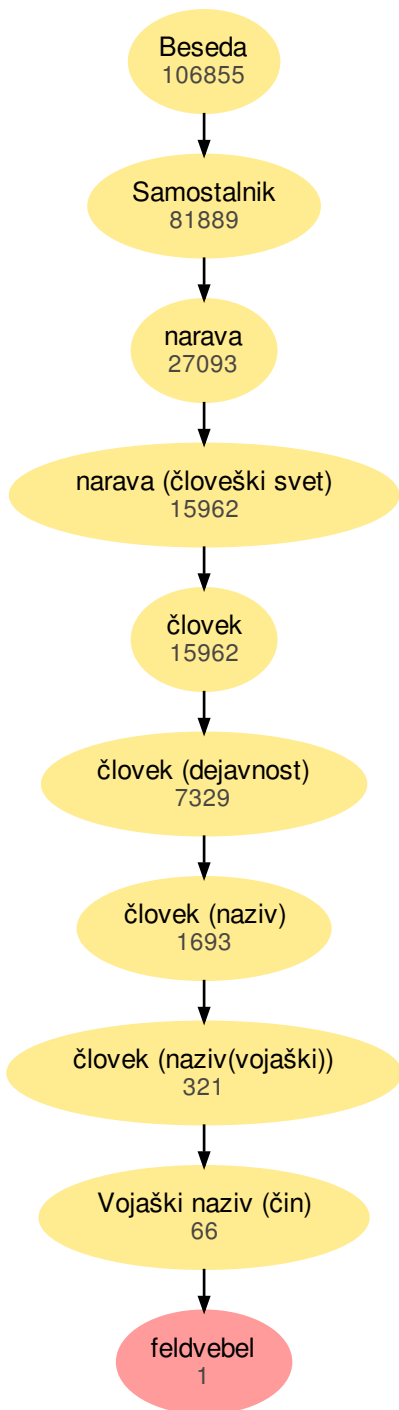 Beseda
106855
Samostalnik
81889
narava
27093
narava (človeški svet)
15962
človek
15962
človek (dejavnost)
7329
človek (naziv)
1693
človek (naziv(vojaški))
321
Vojaški naziv (čin)
66
feldvebel
1